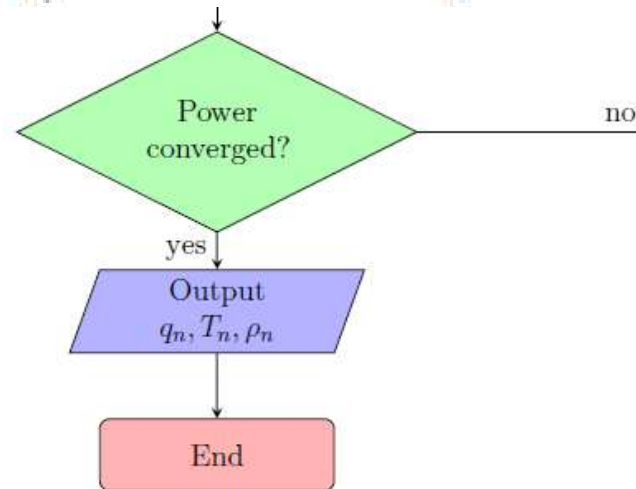 Power
converged?
no
yes
Output
qₙ, Tₙ, ρₙ
End